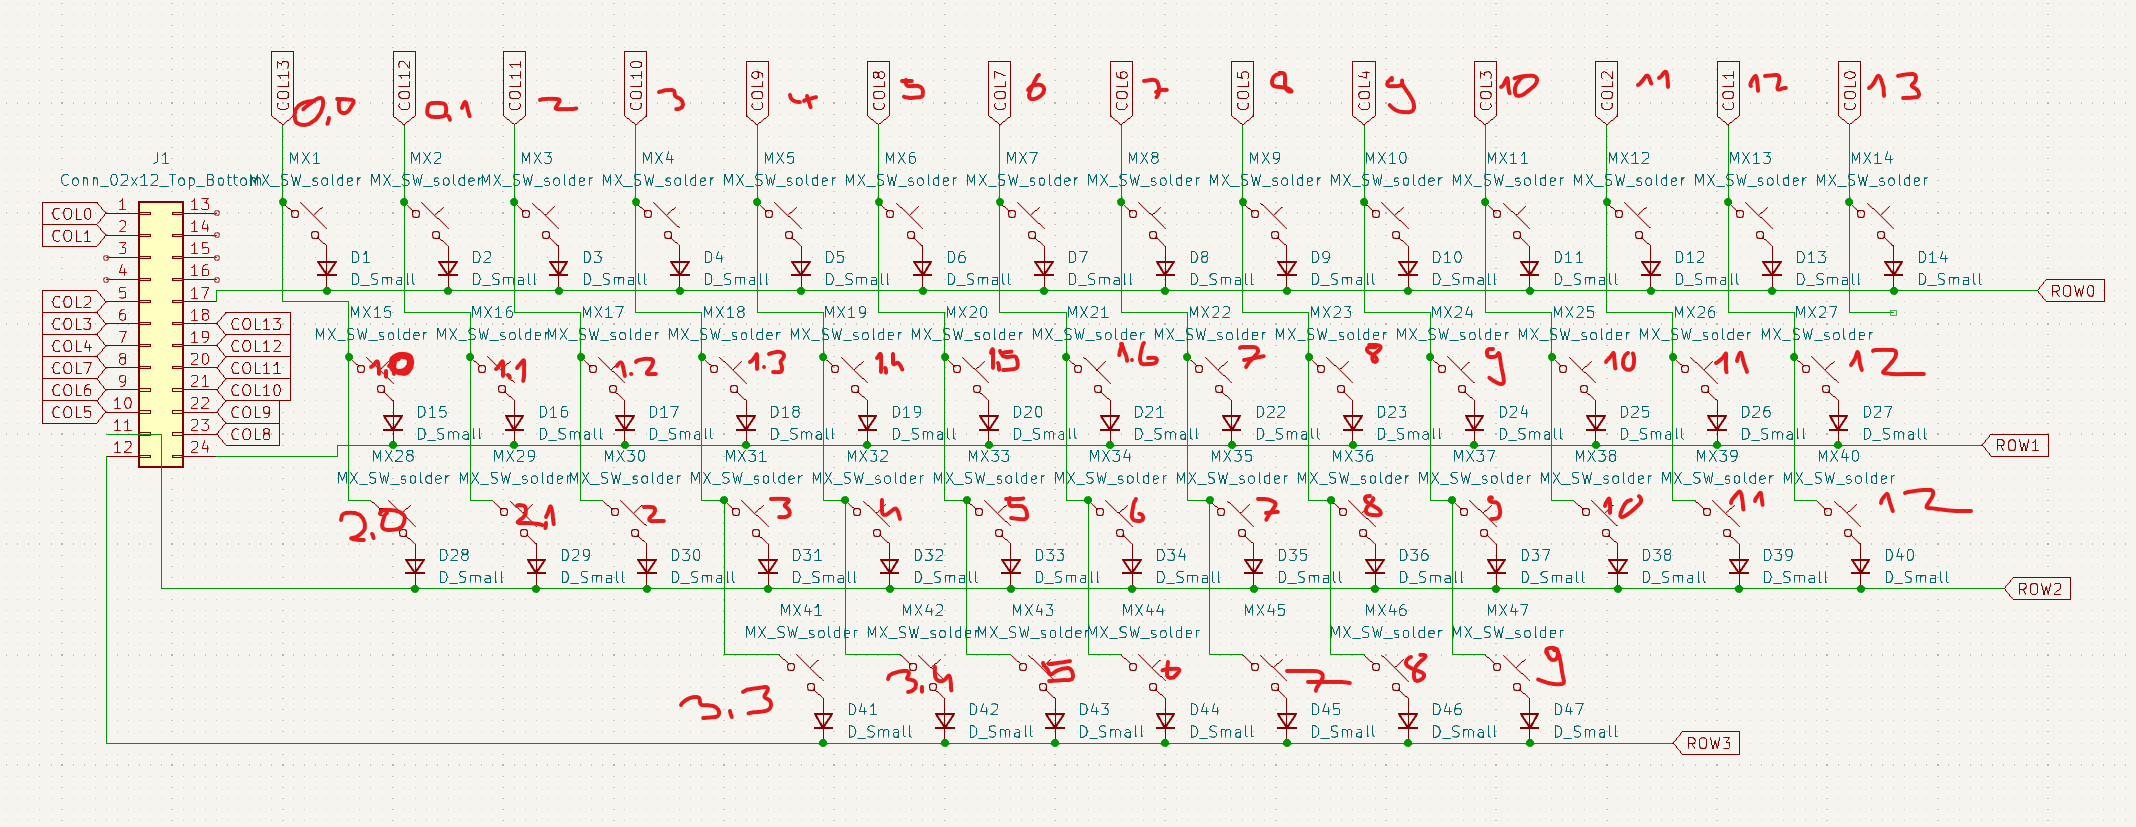 COL13 COL12 COL11 COL10 COL9 COL8 COL7 COL6 COL5 COL4 COL3 COL2 COL1 COL0
0,0 0,1 2 3 4 5 6 7 8 9 10 11 12 13
J1 MX1 MX2 MX3 MX4 MX5 MX6 MX7 MX8 MX9 MX10 MX11 MX12 MX13 MX14
Conn_02x12_Top_Bottom MX_SW_solder MX_SW_solder MX_SW_solder MX_SW_solder MX_SW_solder MX_SW_solder MX_SW_solder MX_SW_solder MX_SW_solder MX_SW_solder MX_SW_solder MX_SW_solder MX_SW_solder MX_SW_solder
COL0 1 13
COL1 2 14
3 15
4 16
COL2 5 17
COL3 6 18 COL13
COL4 7 19 COL12
COL7 8 20 COL11
COL6 9 21 COL10
COL5 10 22 COL9
11 23 COL8
12 24
D1 D2 D3 D4 D5 D6 D7 D8 D9 D10 D11 D12 D13 D14
D_Small D_Small D_Small D_Small D_Small D_Small D_Small D_Small D_Small D_Small D_Small D_Small D_Small D_Small
ROW0
MX15 MX16 MX17 MX18 MX19 MX20 MX21 MX22 MX23 MX24 MX25 MX26 MX27
MX_SW_solder MX_SW_solder MX_SW_solder MX_SW_solder MX_SW_solder MX_SW_solder MX_SW_solder MX_SW_solder MX_SW_solder MX_SW_solder MX_SW_solder MX_SW_solder MX_SW_solder
1.0 1,1 1.2 1.3 1.4 1.5 1.6 7 8 9 10 11 12
D15 D16 D17 D18 D19 D20 D21 D22 D23 D24 D25 D26 D27
D_Small D_Small D_Small D_Small D_Small D_Small D_Small D_Small D_Small D_Small D_Small D_Small D_Small
ROW1
MX28 MX29 MX30 MX31 MX32 MX33 MX34 MX35 MX36 MX37 MX38 MX39 MX40
MX_SW_solder MX_SW_solder MX_SW_solder MX_SW_solder MX_SW_solder MX_SW_solder MX_SW_solder MX_SW_solder MX_SW_solder MX_SW_solder MX_SW_solder MX_SW_solder MX_SW_solder
2.0 2,1 2 3 4 5 6 7 8 9 10 11 12
D28 D29 D30 D31 D32 D33 D34 D35 D36 D37 D38 D39 D40
D_Small D_Small D_Small D_Small D_Small D_Small D_Small D_Small D_Small D_Small D_Small D_Small D_Small
ROW2
MX41 MX42 MX43 MX44 MX45 MX46 MX47
MX_SW_solder MX_SW_solder MX_SW_solder MX_SW_solder MX_SW_solder MX_SW_solder MX_SW_solder
3.3 3,4 5 6 7 8 9
D41 D42 D43 D44 D45 D46 D47
D_Small D_Small D_Small D_Small D_Small D_Small D_Small
ROW3